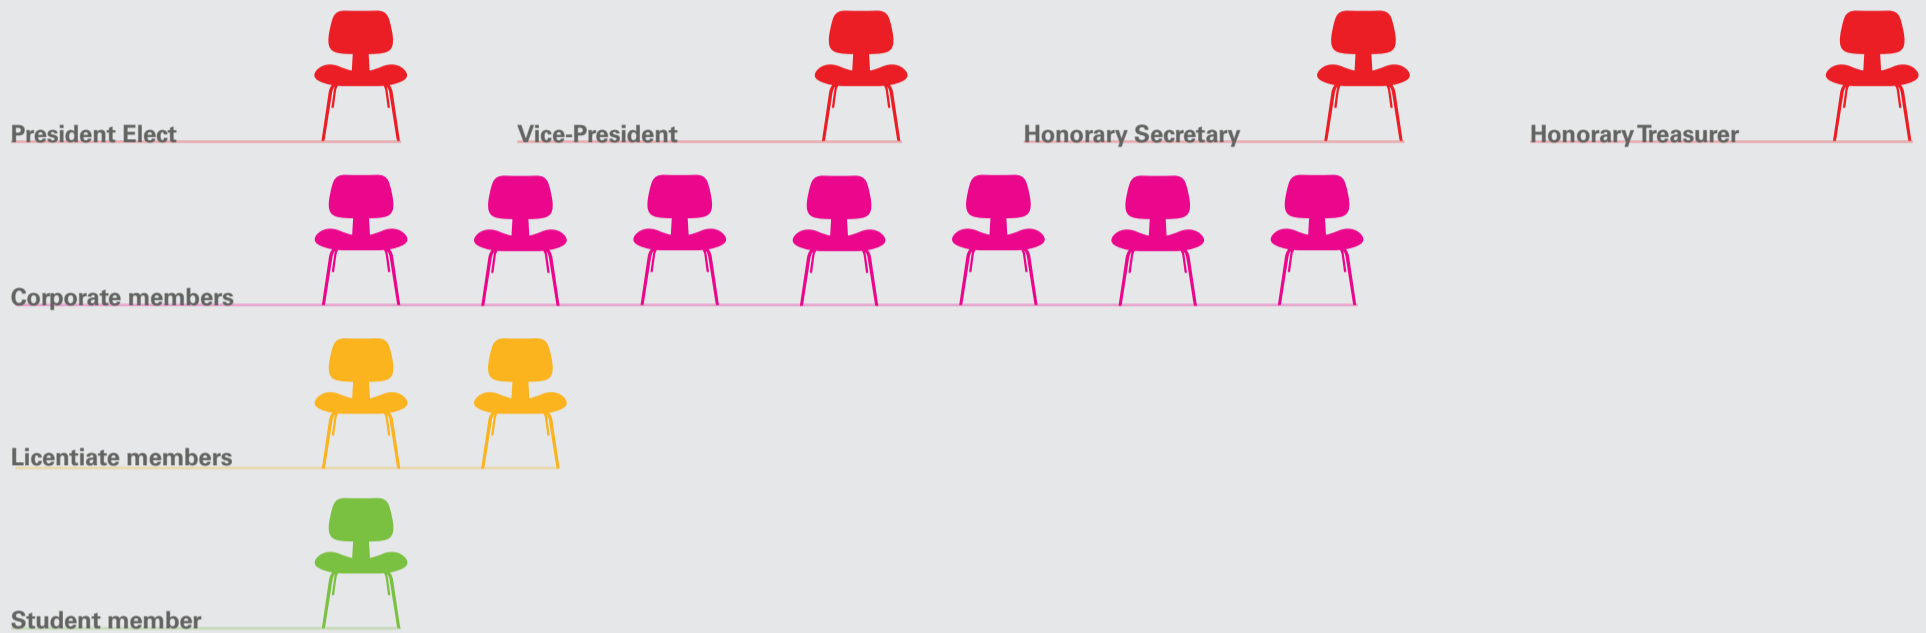 President Elect
Vice-President
Honorary Secretary
Honorary Treasurer
Corporate members
Licentiate members
Student member